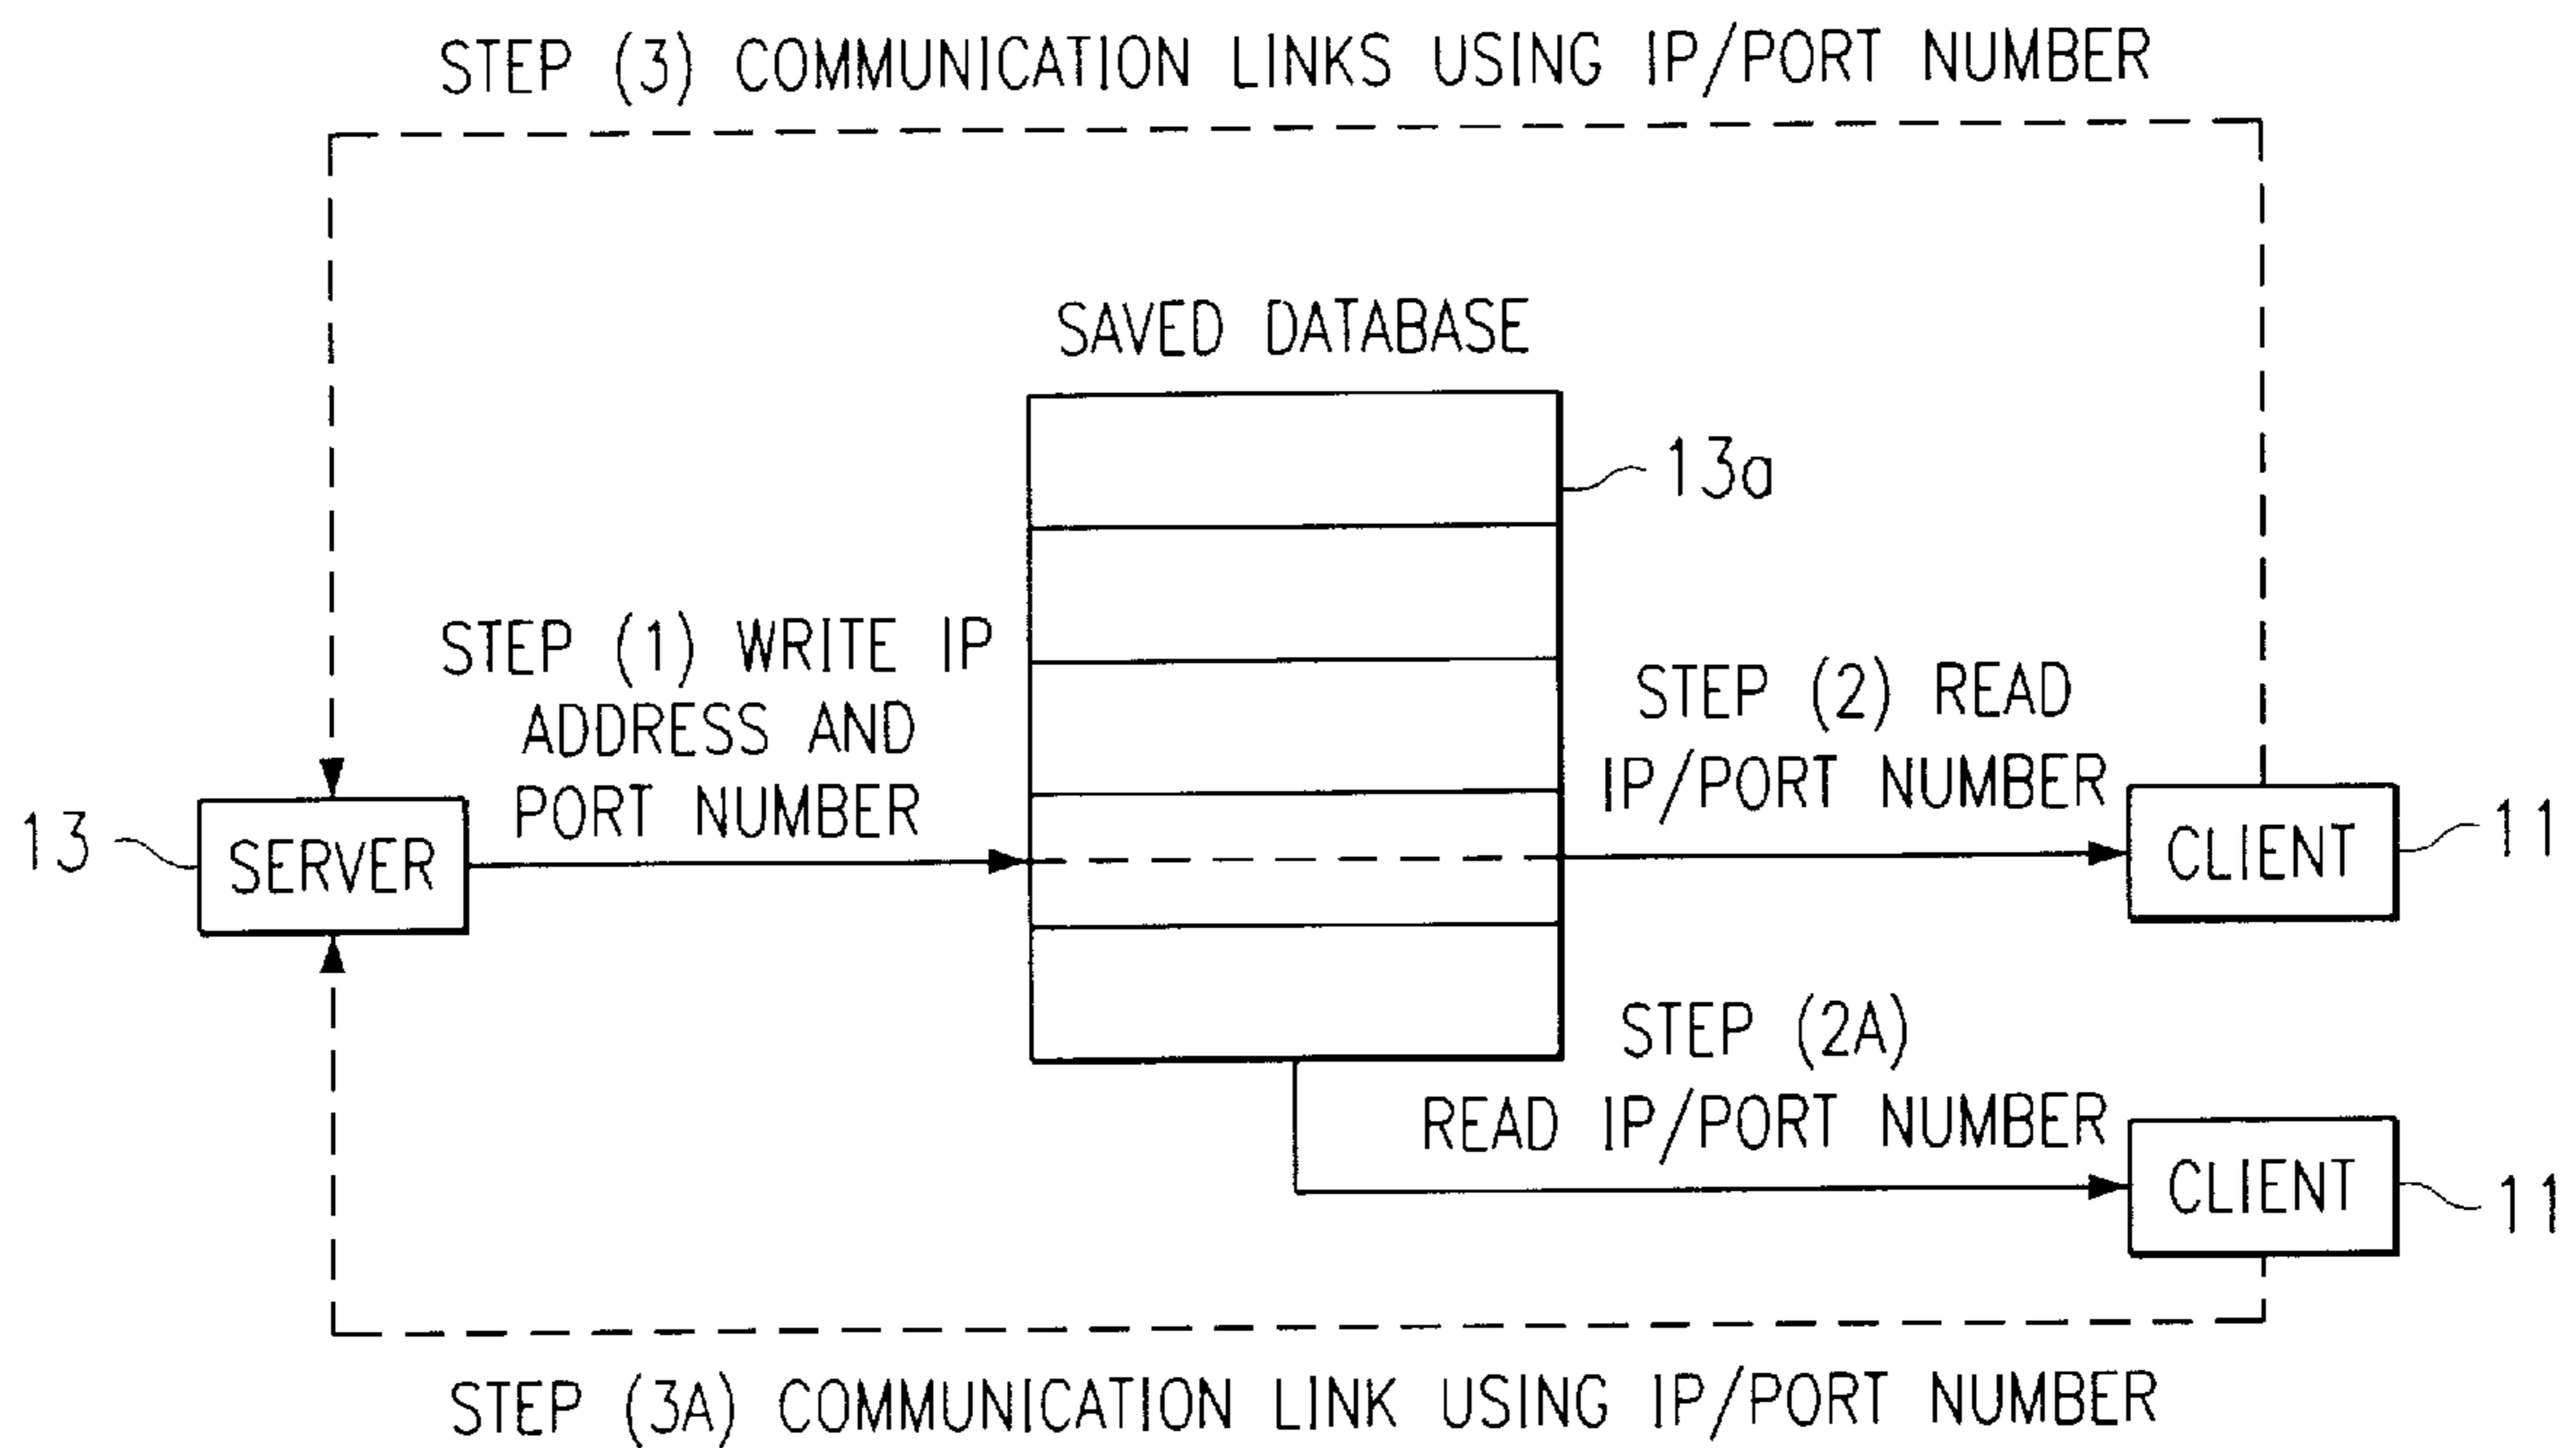 STEP (3) COMMUNICATION LINKS USING IP/PORT NUMBER
SAVED DATABASE
13a
STEP (1) WRITE IP
ADDRESS AND
PORT NUMBER
STEP (2) READ
IP/PORT NUMBER
13
SERVER
CLIENT
11
STEP (2A)
READ IP/PORT NUMBER
CLIENT
11
STEP (3A) COMMUNICATION LINK USING IP/PORT NUMBER